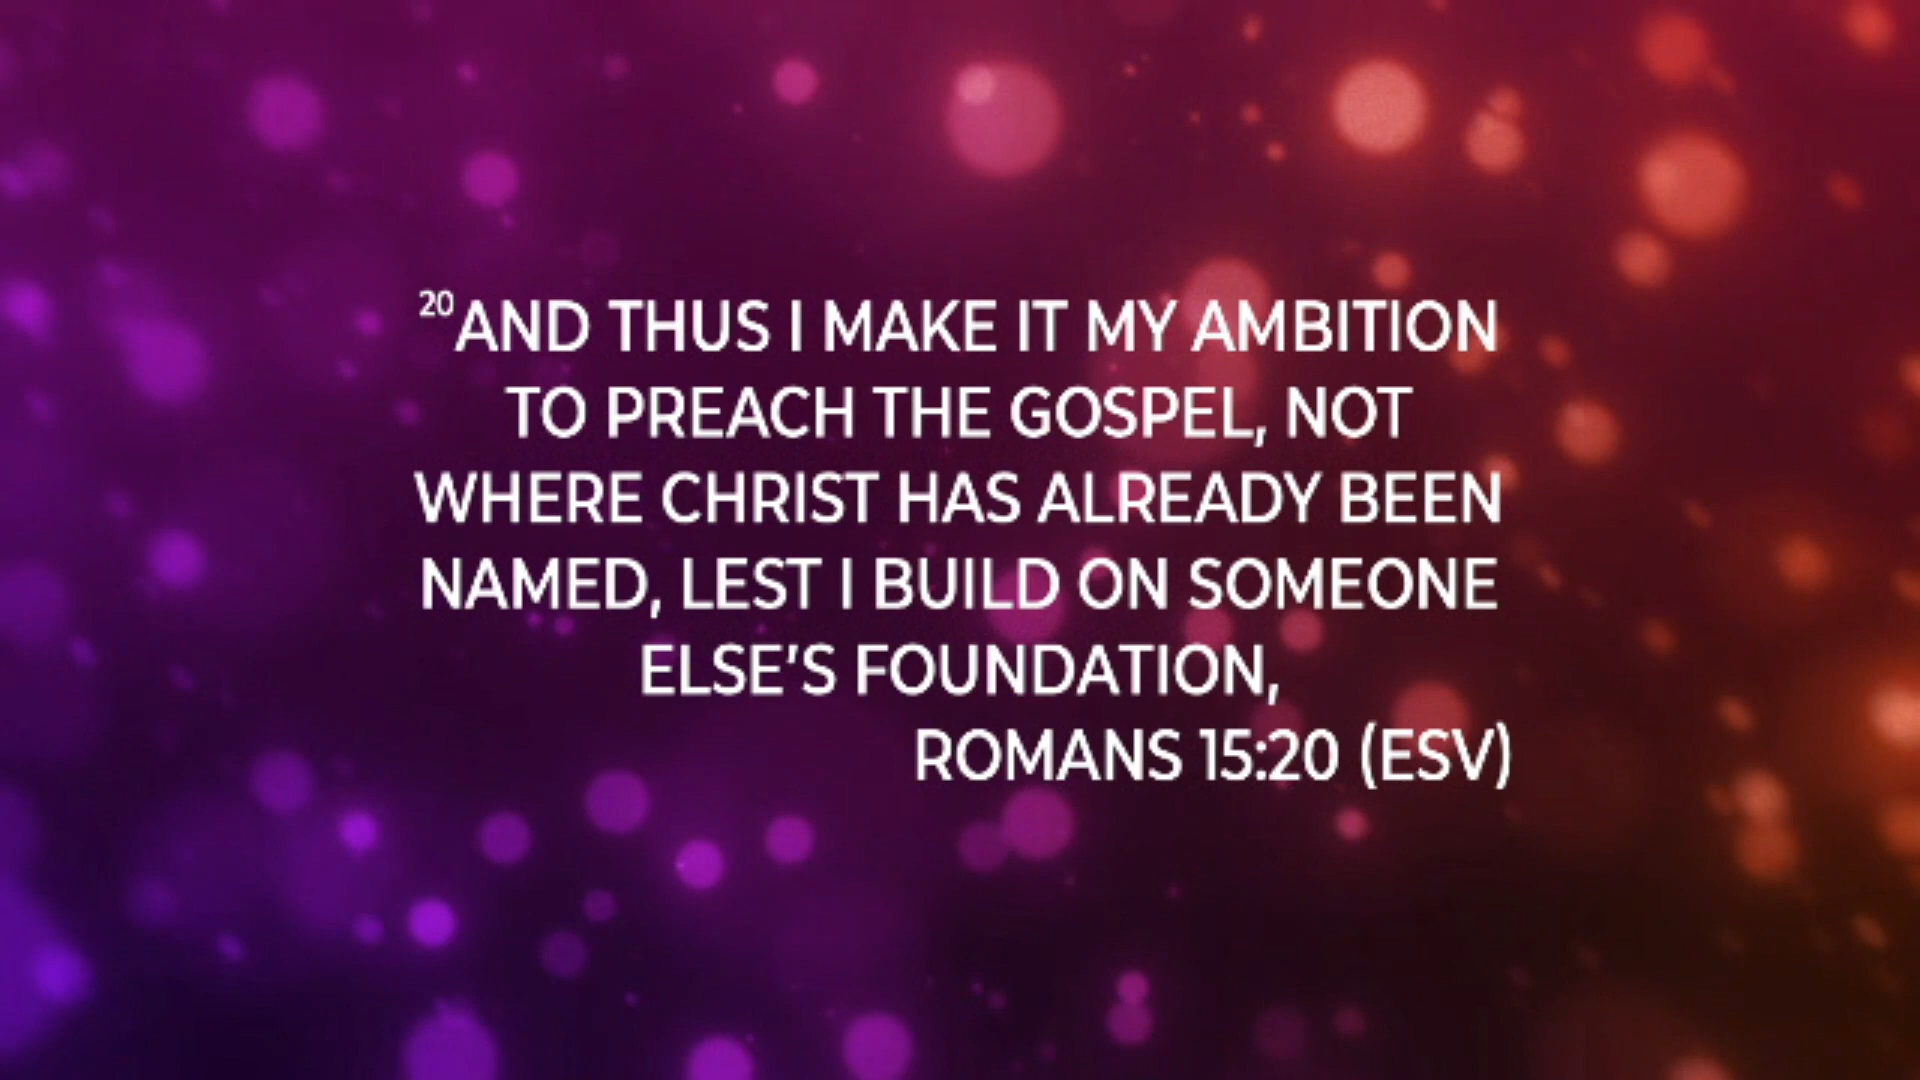 20AND THUS I MAKE IT MY AMBITION
TO PREACH THE GOSPEL, NOT
WHERE CHRIST HAS ALREADY BEEN
NAMED, LEST I BUILD ON SOMEONE
ELSE'S FOUNDATION,
ROMANS 15:20 (ESV)